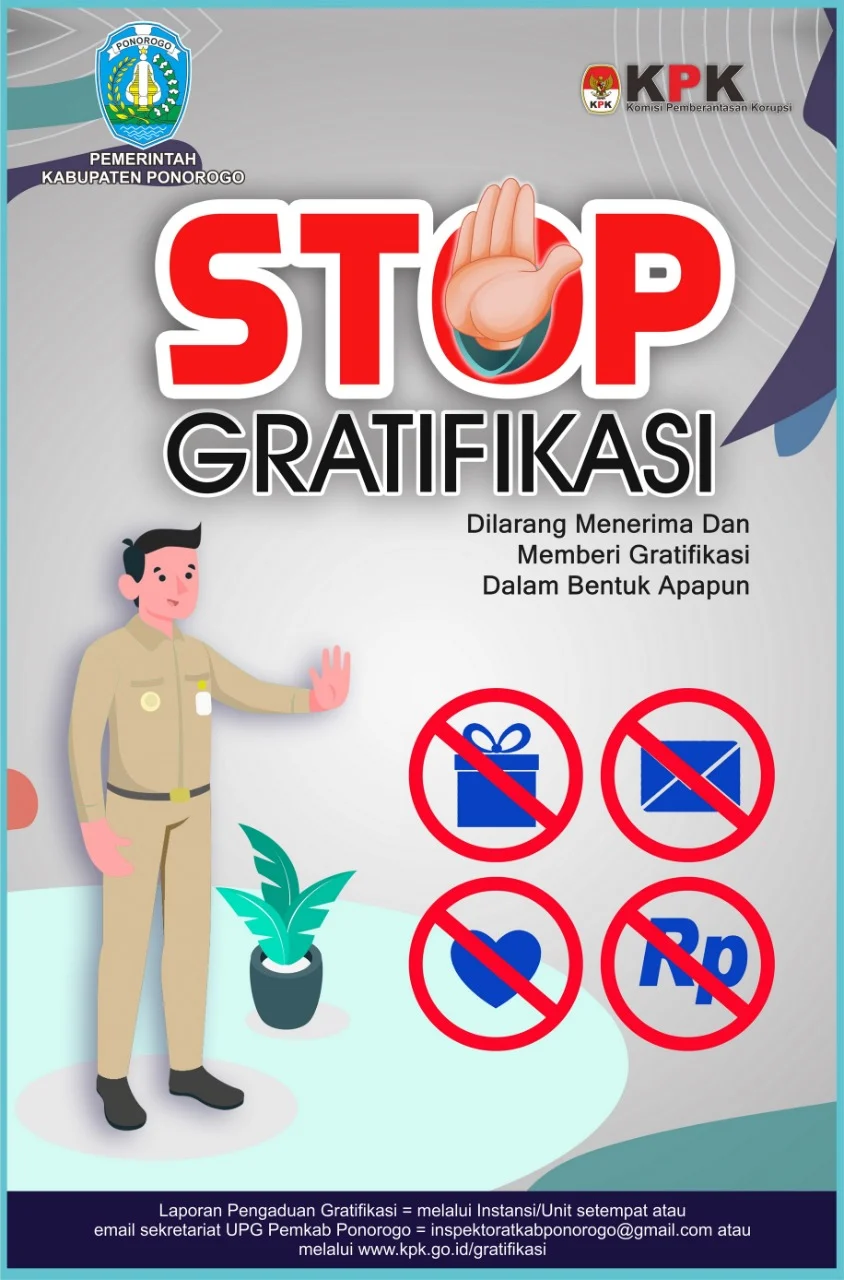 PONOROGO
PEMERINTAH
KABUPATEN PONOROGO
KPK
KPK
Komisi Pemberantasan Korupsi
STOP
GRATIFIKASI
Dilarang Menerima Dan
Memberi Gratifikasi
Dalam Bentuk Apapun
Rp
Laporan Pengaduan Gratifikasi = melalui Instansi/Unit setempat atau
email sekretariat UPG Pemkab Ponorogo = inspektoratkabponorogo@gmail.com atau
melalui www.kpk.go.id/gratifikasi